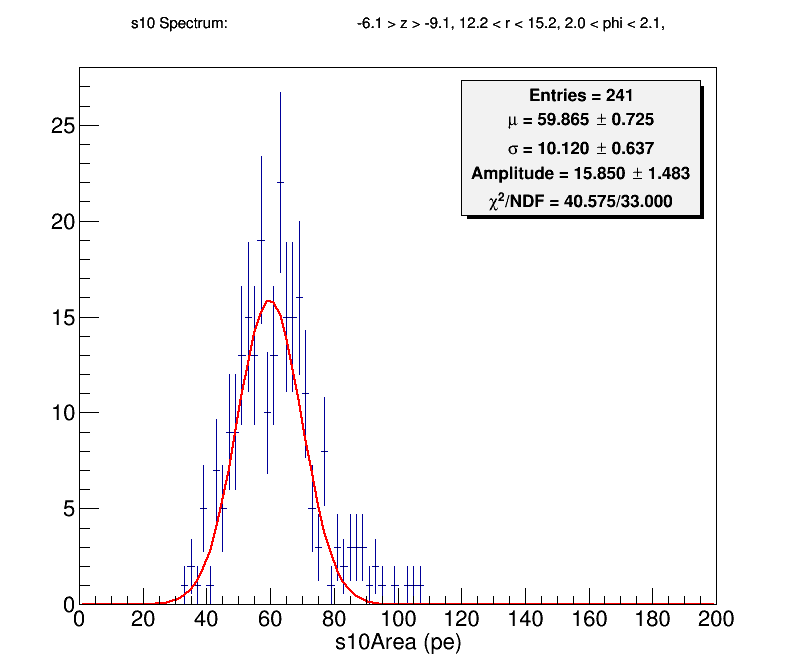 s10 Spectrum: -6.1 > z > -9.1, 12.2 < r < 15.2, 2.0 < phi < 2.1,
Entries = 241
μ = 59.865 ± 0.725
σ = 10.120 ± 0.637
Amplitude = 15.850 ± 1.483
χ²/NDF = 40.575/33.000
25
20
15
10
5
0
0 20 40 60 80 100 120 140 160 180 200
s10Area (pe)